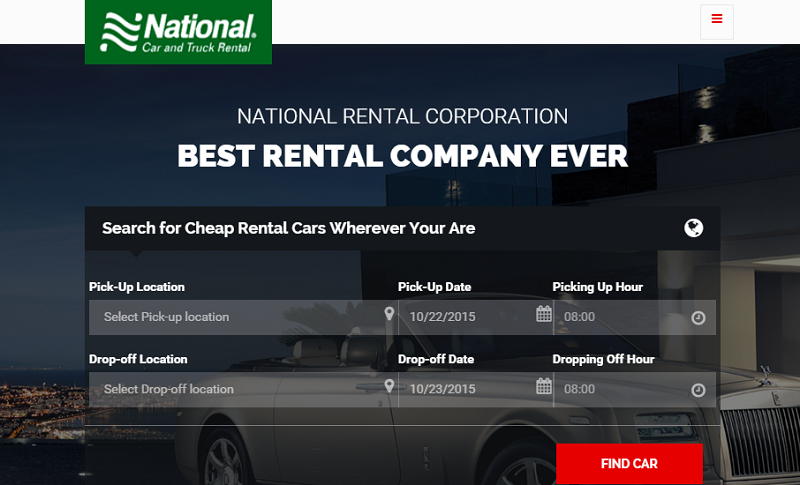 National.
Car and Truck Rental
NATIONAL RENTAL CORPORATION
BEST RENTAL COMPANY EVER
Search for Cheap Rental Cars Wherever Your Are
Pick-Up Location Pick-Up Date Picking Up Hour
Select Pick-up location 10/22/2015 08:00
Drop-off Location Drop-off Date Dropping Off Hour
Select Drop-off location 10/23/2015 08:00
FIND CAR